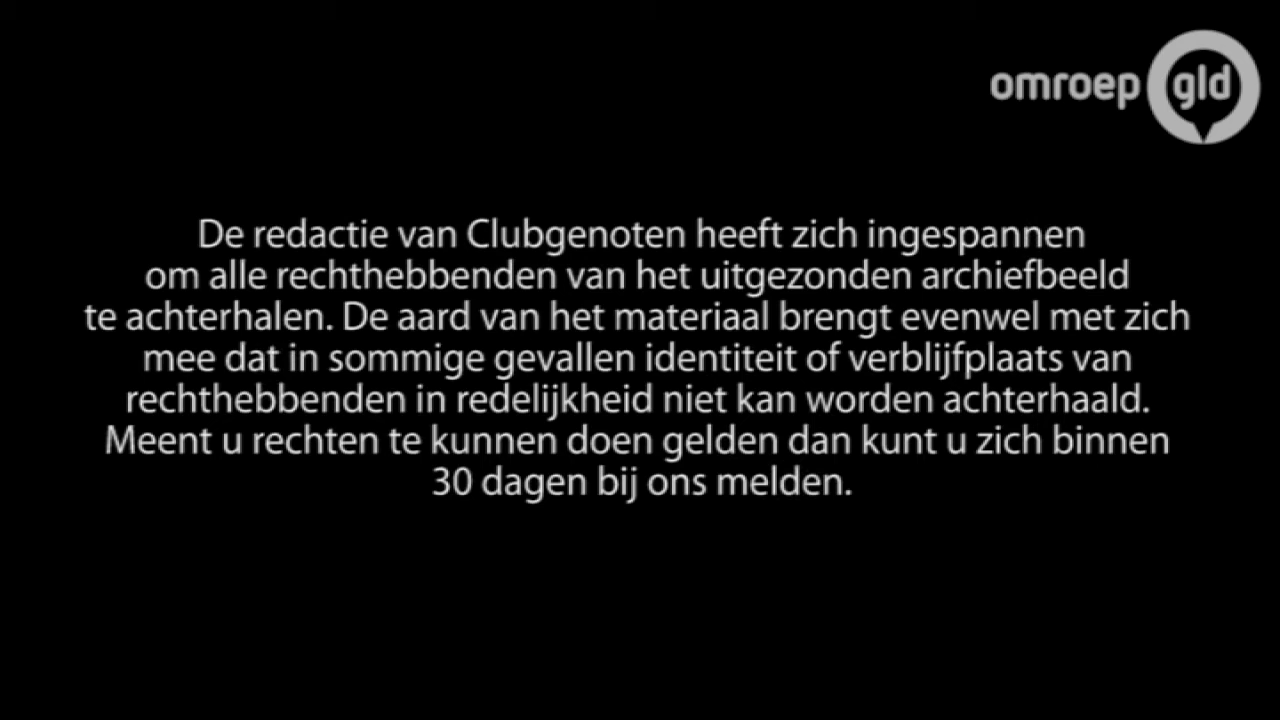 omroep gld
De redactie van Clubgenoten heeft zich ingespannen
om alle rechthebbenden van het uitgezonden archiefbeeld
te achterhalen. De aard van het materiaal brengt evenwel met zich
mee dat in sommige gevallen identiteit of verblijfplaats van
rechthebbenden in redelijkheid niet kan worden achterhaald.
Meent u rechten te kunnen doen gelden dan kunt u zich binnen
30 dagen bij ons melden.